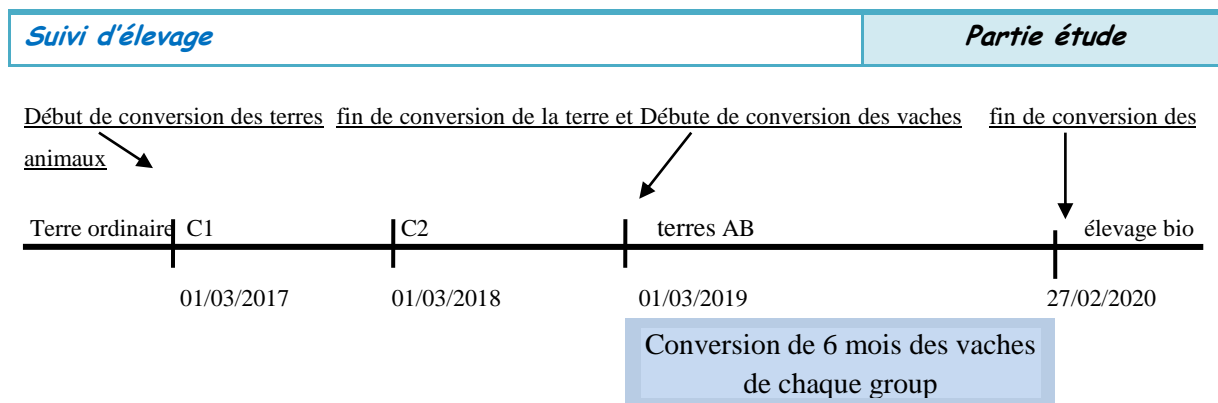 Suivi d'élevage Partie étude
Début de conversion des terres fin de conversion de la terre et Débute de conversion des vaches fin de conversion des
animaux
Terre ordinaire C1 C2 terres AB élevage bio
01/03/2017 01/03/2018 01/03/2019 27/02/2020
Conversion de 6 mois des vaches
de chaque group